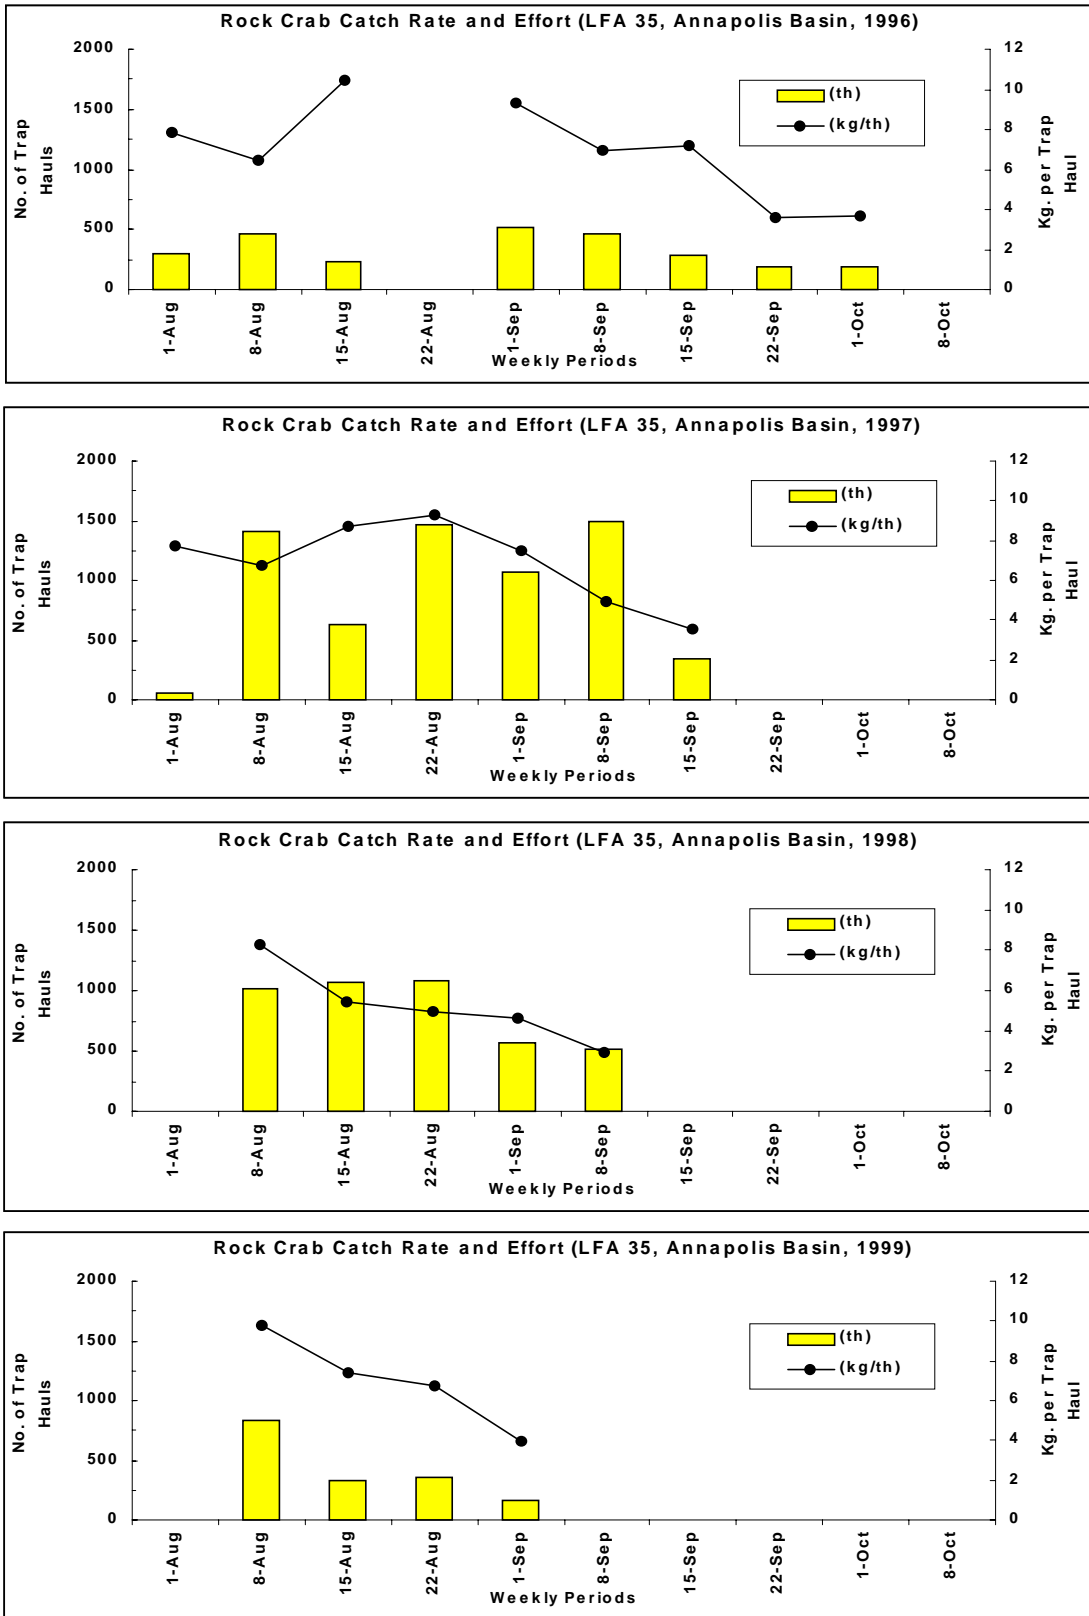 Rock Crab Catch Rate and Effort (LFA 35, Annapolis Basin, 1996)
2000
1500
1000
500
0
No. of Trap
Hauls
12
10
8
6
4
2
0
Kg. per Trap
Haul
(th)
(kg/th)
1-Aug
8-Aug
15-Aug
22-Aug
1-Sep
8-Sep
15-Sep
22-Sep
1-Oct
8-Oct
Weekly Periods
Rock Crab Catch Rate and Effort (LFA 35, Annapolis Basin, 1997)
2000
1500
1000
500
0
No. of Trap
Hauls
12
10
8
6
4
2
0
Kg. per Trap
Haul
(th)
(kg/th)
1-Aug
8-Aug
15-Aug
22-Aug
1-Sep
8-Sep
15-Sep
22-Sep
1-Oct
8-Oct
Weekly Periods
Rock Crab Catch Rate and Effort (LFA 35, Annapolis Basin, 1998)
2000
1500
1000
500
0
No. of Trap
Hauls
12
10
8
6
4
2
0
Kg. per Trap
Haul
(th)
(kg/th)
1-Aug
8-Aug
15-Aug
22-Aug
1-Sep
8-Sep
15-Sep
22-Sep
1-Oct
8-Oct
Weekly Periods
Rock Crab Catch Rate and Effort (LFA 35, Annapolis Basin, 1999)
2000
1500
1000
500
0
No. of Trap
Hauls
12
10
8
6
4
2
0
Kg. per Trap
Haul
(th)
(kg/th)
1-Aug
8-Aug
15-Aug
22-Aug
1-Sep
8-Sep
15-Sep
22-Sep
1-Oct
8-Oct
Weekly Periods